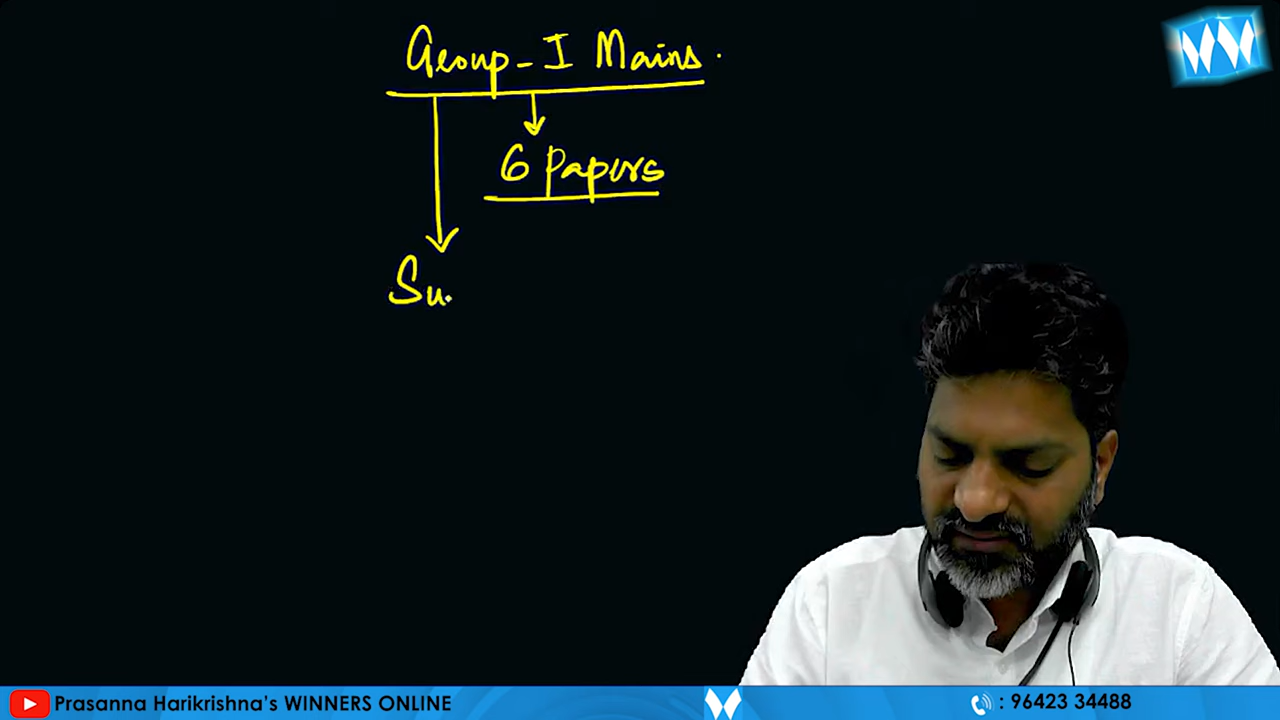 Group - I Mains.
6 Papers
Su
Prasanna Harikrishna's WINNERS ONLINE
: 96423 34488